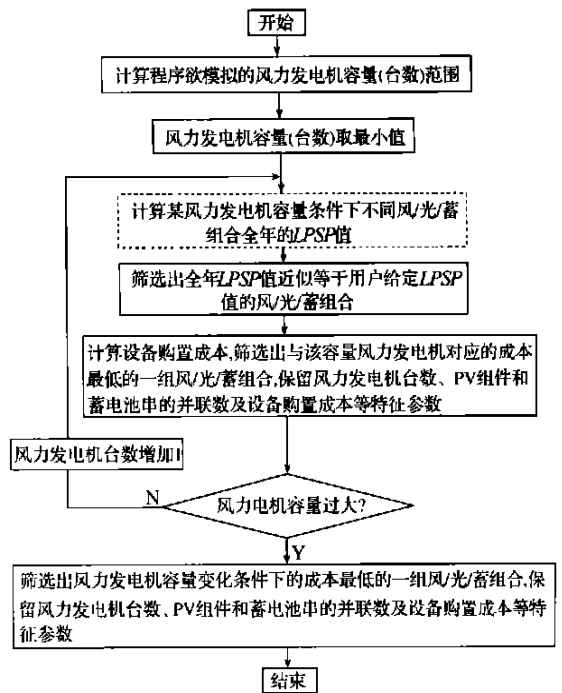 开始
计算程序欲模拟的风力发电机容量(台数)范围
风力发电机容量(台数)取最小值
计算某风力发电机容量条件下不同风/光/蓄
组合全年的LPSP值
筛选出全年LPSP值近似等于用户给定LPSP
值的风/光/蓄组合
计算设备购置成本,筛选出与该容量风力发电机对应的成本
最低的一组风/光/蓄组合,保留风力发电机台数、PV组件和
蓄电池串的并联数及设备购置成本等特征参数
风力发电机台数增加1
N
风力电机容量过大?
Y
筛选出风力发电机容量变化条件下的成本最低的一组风/光/蓄组合,保
留风力发电机台数、PV组件和蓄电池串的并联数及设备购置成本等特
征参数
结束